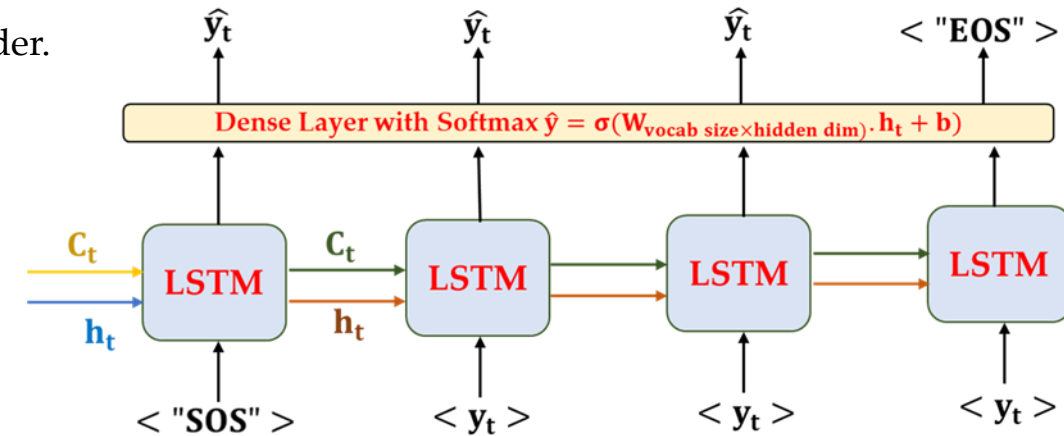 ŷₜ ŷₜ ŷₜ < "EOS" >
der.
Dense Layer with Softmax ŷ = σ(W_vocab size×hidden dim). hₜ + b)
Cₜ Cₜ
LSTM LSTM LSTM LSTM
hₜ hₜ
< "SOS" > < yₜ > < yₜ > < yₜ >